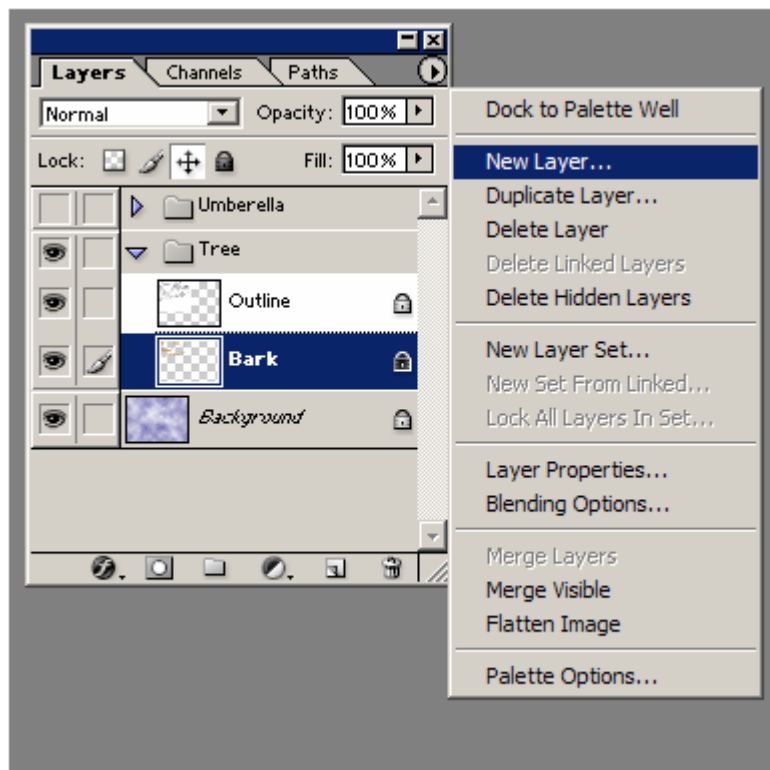 Layers Channels Paths
Normal Opacity: 100%
Lock: Fill: 100%
Umberella
Tree
Outline
Bark
Background
Dock to Palette Well
New Layer...
Duplicate Layer...
Delete Layer
Delete Linked Layers
Delete Hidden Layers
New Layer Set...
New Set From Linked...
Lock All Layers In Set...
Layer Properties...
Blending Options...
Merge Layers
Merge Visible
Flatten Image
Palette Options...